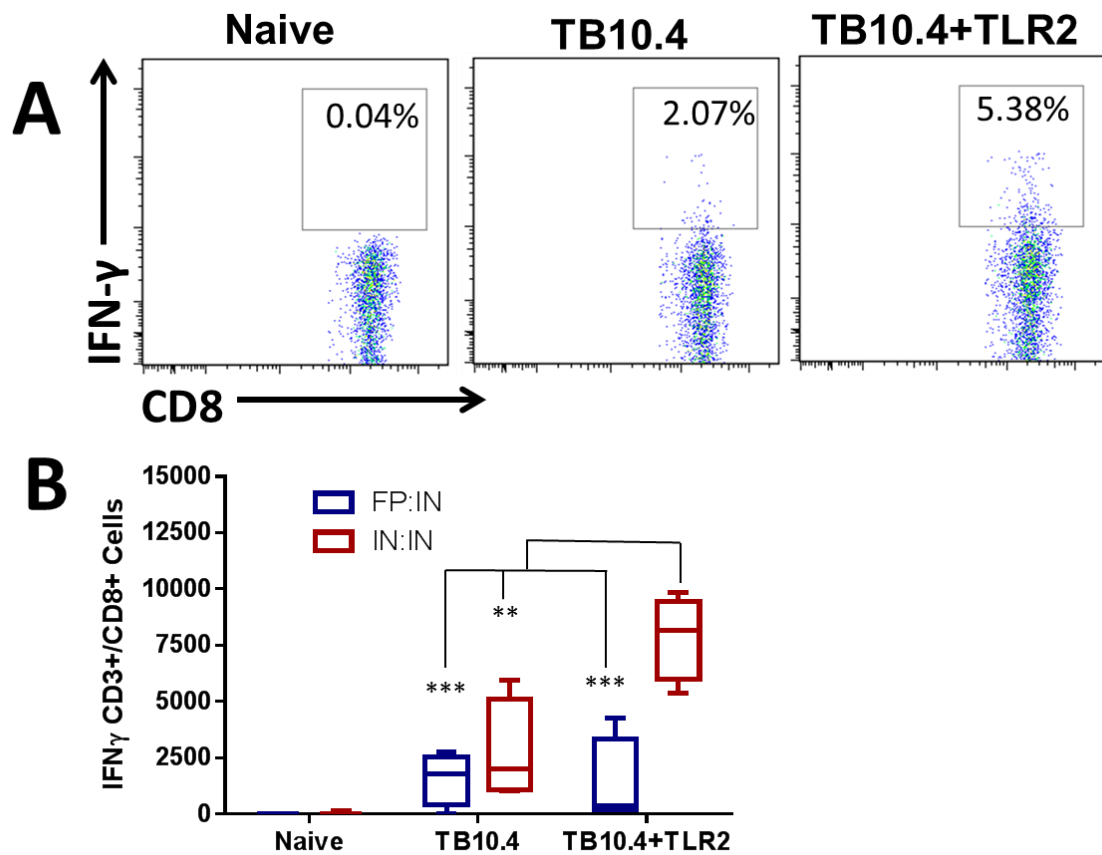 Naive
TB10.4
TB10.4+TLR2
A
0.04%
2.07%
5.38%
IFN-γ
CD8
B
IFNγ CD3+/CD8+ Cells
15000
12500
10000
7500
5000
2500
0
FP:IN
IN:IN
**
***
***
Naive
TB10.4
TB10.4+TLR2